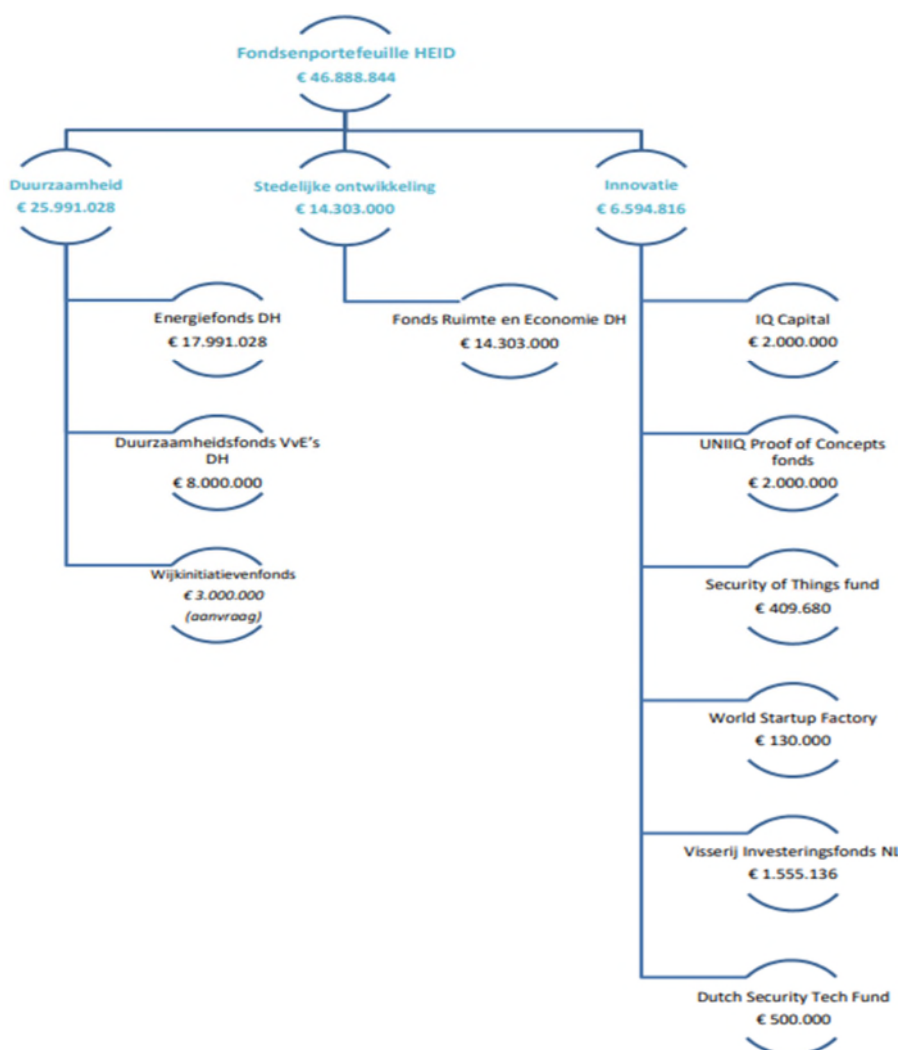 Fondsenportefeuille HEID
€ 46.888.844
Duurzaamheid
€ 25.991.028
Stedelijke ontwikkeling
€ 14.303.000
Innovatie
€ 6.594.816
Energiefonds DH
€ 17.991.028
Fonds Ruimte en Economie DH
€ 14.303.000
IQ Capital
€ 2.000.000
Duurzaamheidsfonds VvE's
DH
€ 8.000.000
UNIIQ Proof of Concepts
fonds
€ 2.000.000
Wijkinitiatievenfonds
€ 3.000.000
(aanvraag)
Security of Things fund
€ 409.680
World Startup Factory
€ 130.000
Visserij Investeringsfonds NL
€ 1.555.136
Dutch Security Tech Fund
€ 500.000